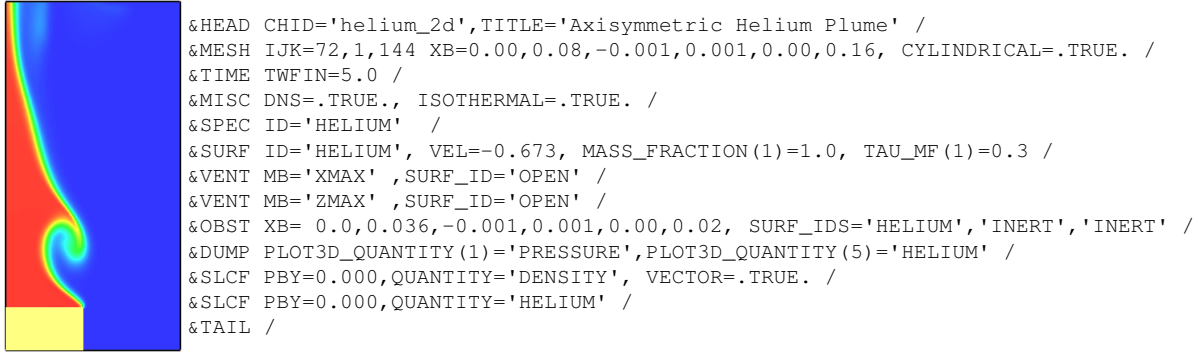 &HEAD CHID='helium_2d',TITLE='Axisymmetric Helium Plume' /
&MESH IJK=72,1,144 XB=0.00,0.08,-0.001,0.001,0.00,0.16, CYLINDRICAL=.TRUE. /
&TIME TWFIN=5.0 /
&MISC DNS=.TRUE., ISOTHERMAL=.TRUE. /
&SPEC ID='HELIUM'  /
&SURF ID='HELIUM', VEL=-0.673, MASS_FRACTION(1)=1.0, TAU_MF(1)=0.3 /
&VENT MB='XMAX' ,SURF_ID='OPEN' /
&VENT MB='ZMAX' ,SURF_ID='OPEN' /
&OBST XB= 0.0,0.036,-0.001,0.001,0.00,0.02, SURF_IDS='HELIUM','INERT','INERT' /
&DUMP PLOT3D_QUANTITY(1)='PRESSURE',PLOT3D_QUANTITY(5)='HELIUM' /
&SLCF PBY=0.000,QUANTITY='DENSITY', VECTOR=.TRUE. /
&SLCF PBY=0.000,QUANTITY='HELIUM' /
&TAIL /